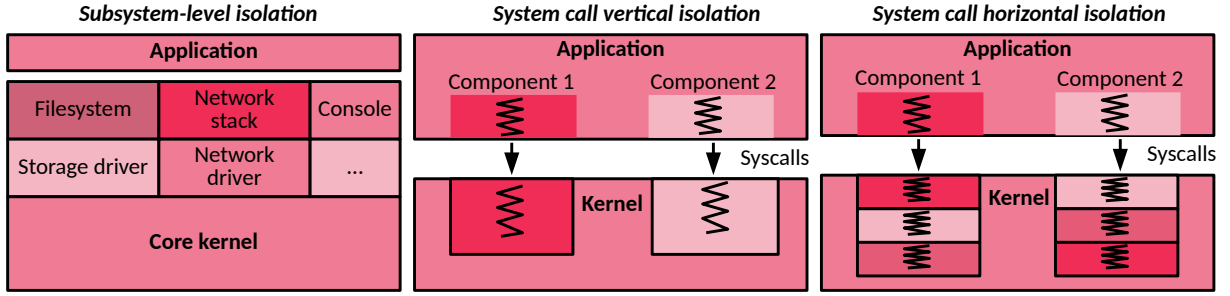 Subsystem-level isolation
Application
Filesystem
Network
stack
Console
Storage driver
Network
driver
...
Core kernel
System call vertical isolation
Application
Component 1
Component 2
Syscalls
Kernel
System call horizontal isolation
Application
Component 1
Component 2
Syscalls
Kernel